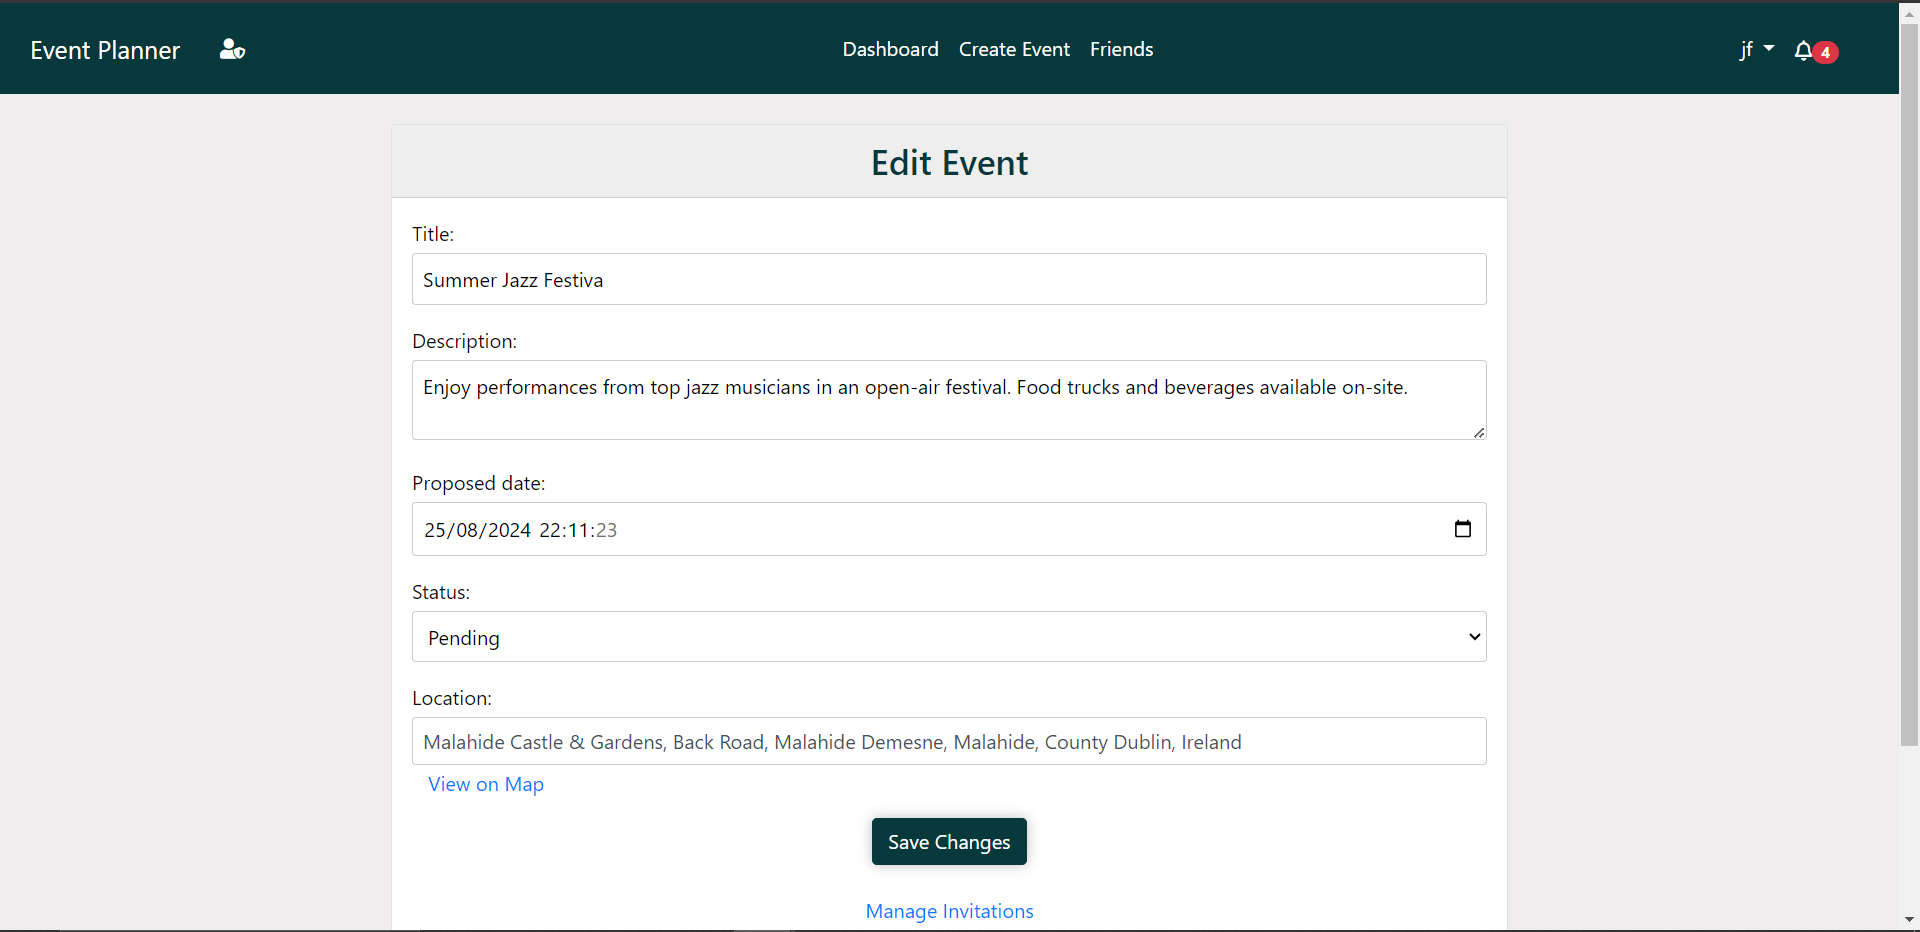 Event Planner
Dashboard Create Event Friends
jf 4
Edit Event
Title:
Summer Jazz Festiva
Description:
Enjoy performances from top jazz musicians in an open-air festival. Food trucks and beverages available on-site.
Proposed date:
25/08/2024 22:11:23
Status:
Pending
Location:
Malahide Castle & Gardens, Back Road, Malahide Demesne, Malahide, County Dublin, Ireland
View on Map
Save Changes
Manage Invitations